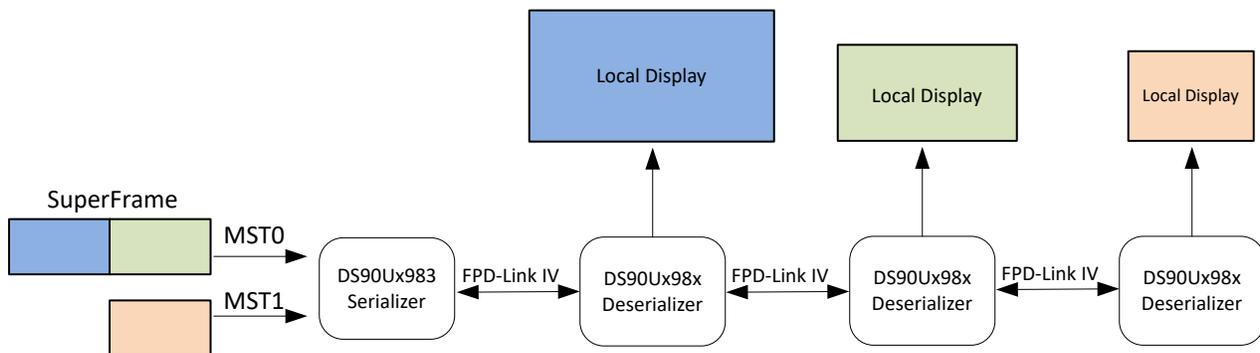 Local Display
Local Display
Local Display
SuperFrame
MST0
MST1
DS90Ux983
Serializer
FPD-Link IV
DS90Ux98x
Deserializer
FPD-Link IV
DS90Ux98x
Deserializer
FPD-Link IV
DS90Ux98x
Deserializer